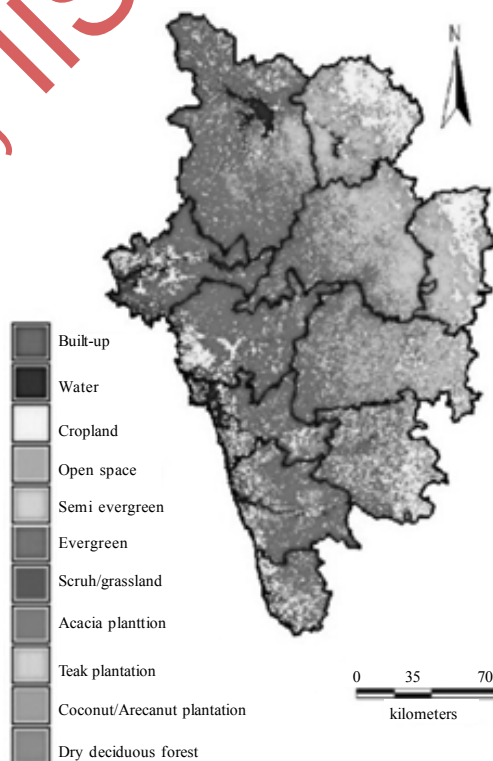 N
Built-up
Water
Cropland
Open space
Semi evergreen
Evergreen
Scruh/grassland
Acacia planttion
Teak plantation
Coconut/Arecanut plantation
Dry deciduous forest
0 35 70
kilometers